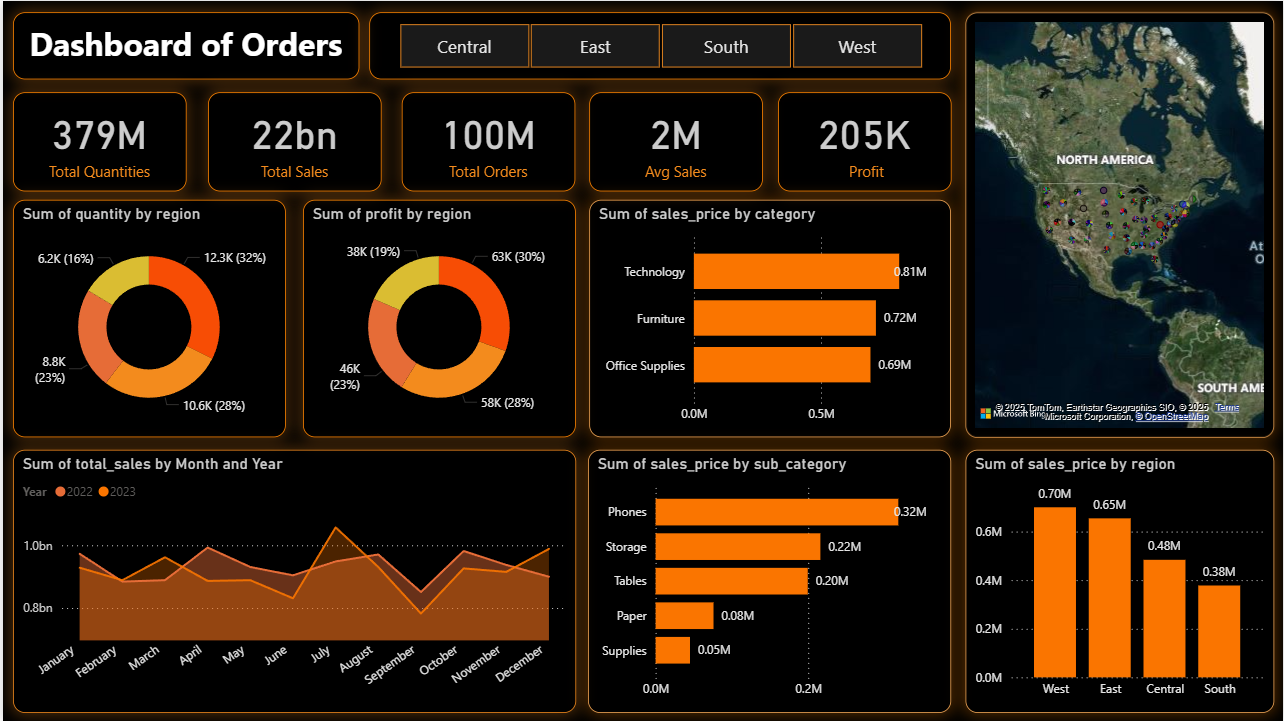 Dashboard of Orders
Central
East
South
West
379M
Total Quantities
22bn
Total Sales
100M
Total Orders
2M
Avg Sales
205K
Profit
Sum of quantity by region
6.2K (16%)
12.3K (32%)
8.8K
(23%)
10.6K (28%)
Sum of profit by region
38K (19%)
63K (30%)
46K
(23%)
58K (28%)
Sum of sales_price by category
Technology
0.81M
Furniture
0.72M
Office Supplies
0.69M
0.0M
0.5M
NORTH AMERICA
At
O
SOUTH AME
© 2025 TomTom, Earthstar Geographics SIO, © 2025
Terms
Microsoft Bing
Microsoft Corporation, © OpenStreetMap
Sum of total_sales by Month and Year
Year
2022
2023
1.0bn
0.8bn
January
February
March
April
May
June
July
August
September
October
November
December
Sum of sales_price by sub_category
Phones
0.32M
Storage
0.22M
Tables
0.20M
Paper
0.08M
Supplies
0.05M
0.0M
0.2M
Sum of sales_price by region
0.70M
0.65M
0.48M
0.38M
0.6M
0.4M
0.2M
0.0M
West
East
Central
South